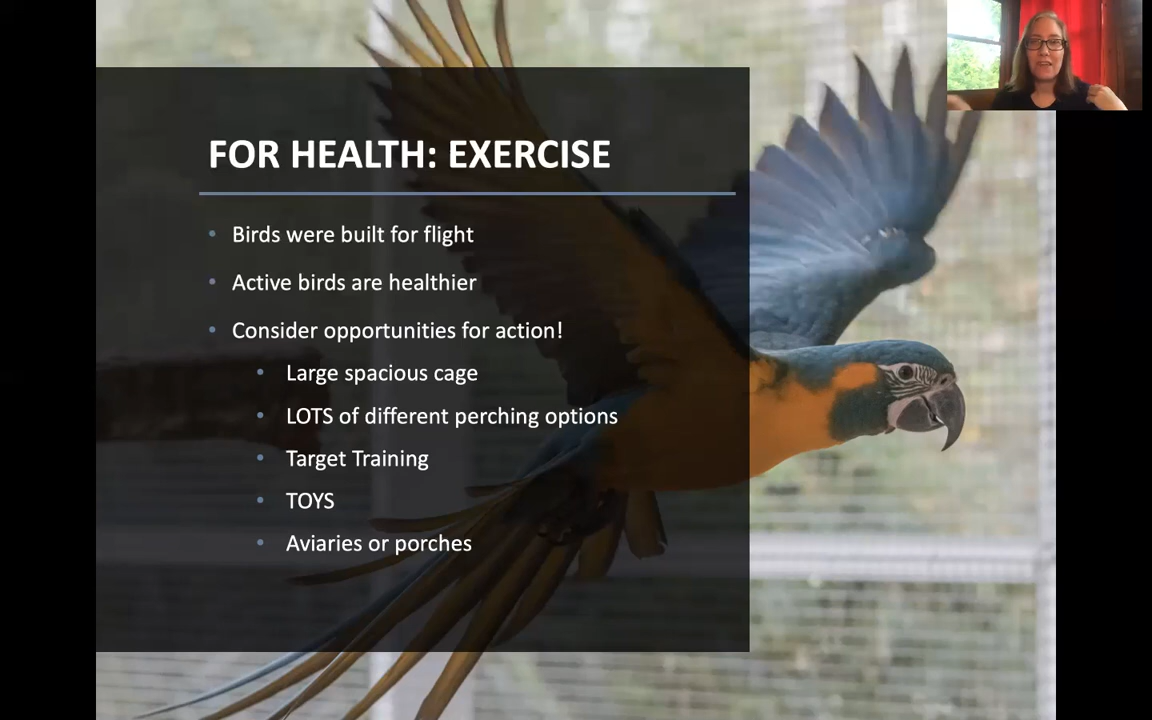 FOR HEALTH: EXERCISE
Birds were built for flight
Active birds are healthier
Consider opportunities for action!
Large spacious cage
LOTS of different perching options
Target Training
TOYS
Aviaries or porches